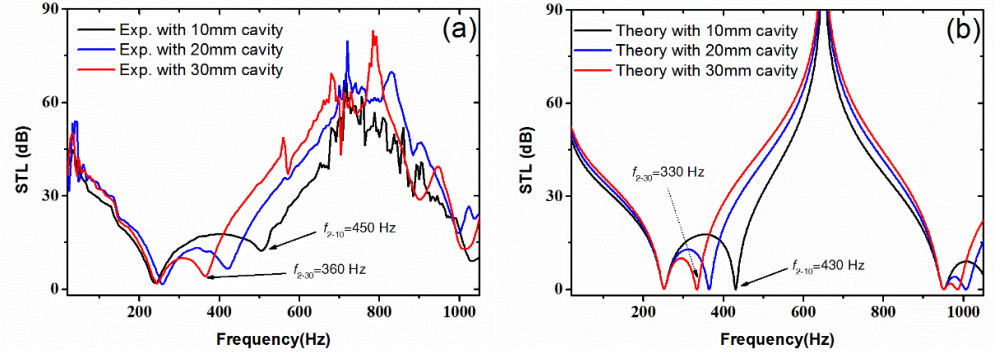 (a)
Exp. with 10mm cavity
Exp. with 20mm cavity
Exp. with 30mm cavity
90
60
30
0
STL (dB)
f2-10=450 Hz
f2-30=360 Hz
200 400 600 800 1000
Frequency(Hz)
(b)
Theory with 10mm cavity
Theory with 20mm cavity
Theory with 30mm cavity
90
60
30
0
STL (dB)
f2-30=330 Hz
f2-10=430 Hz
200 400 600 800 1000
Frequency(Hz)